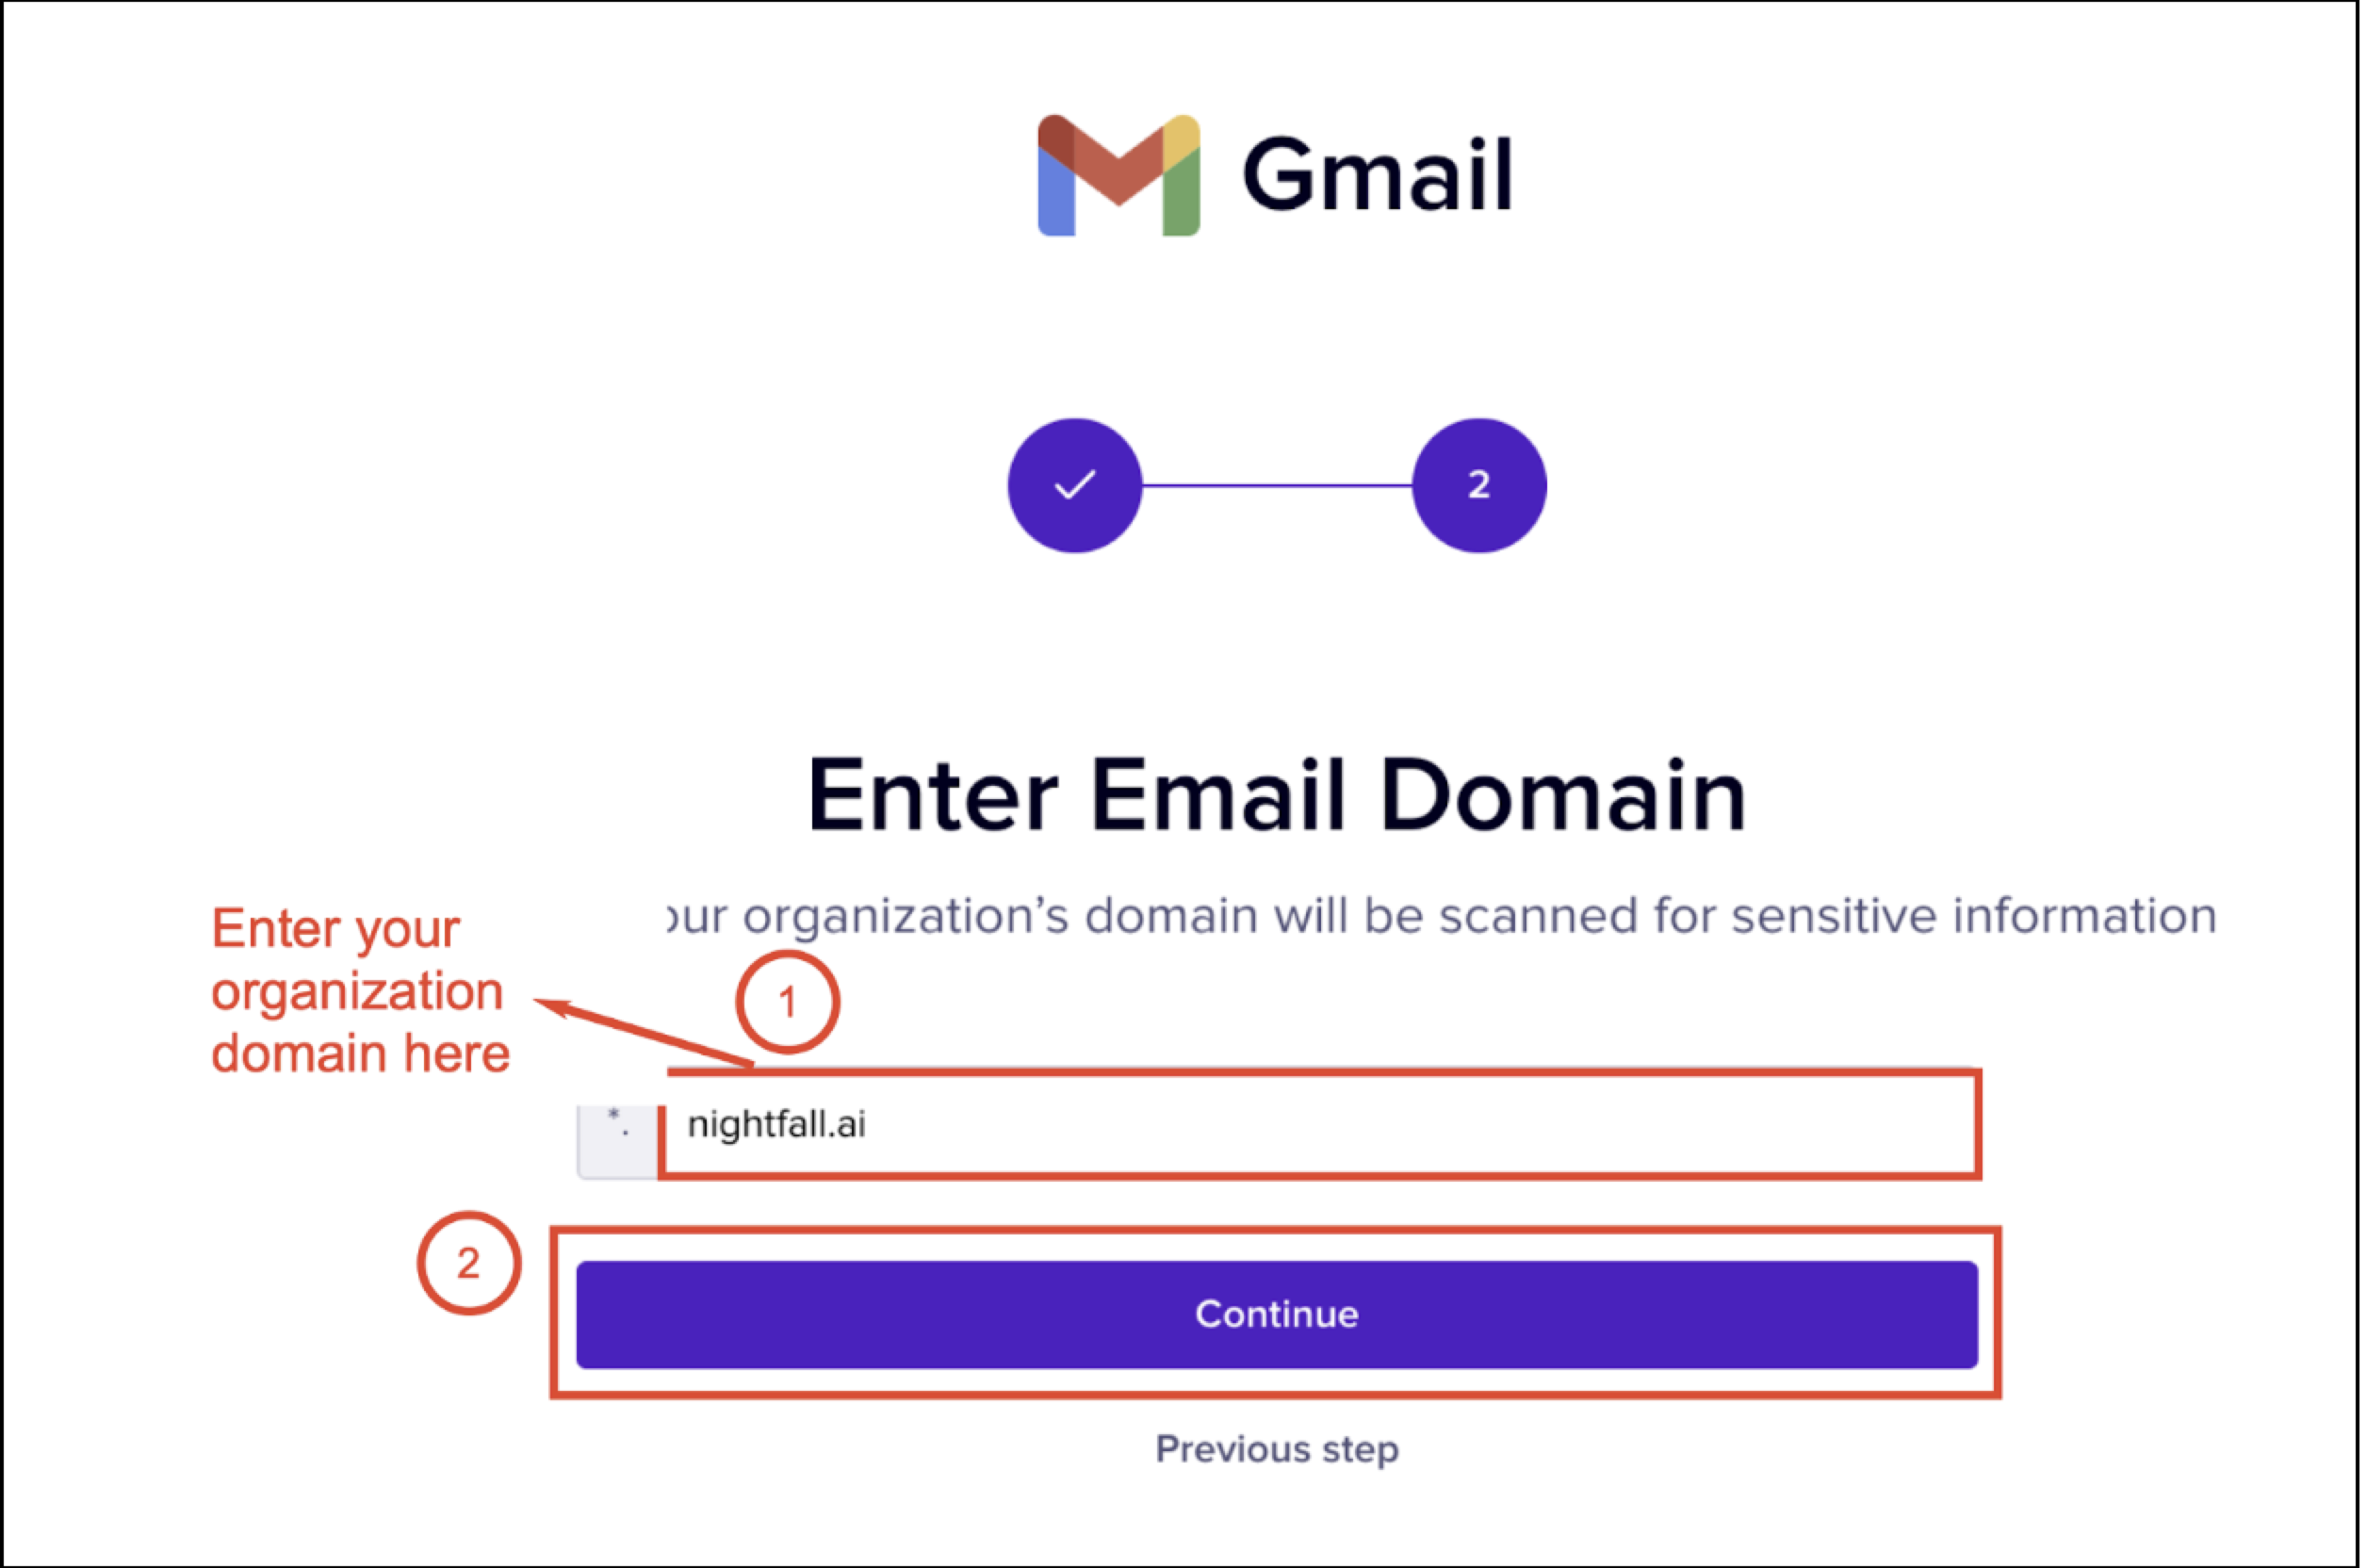 Gmail
2
Enter Email Domain
our organization's domain will be scanned for sensitive information
Enter your
organization
domain here
1
*.
nightfall.ai
2
Continue
Previous step